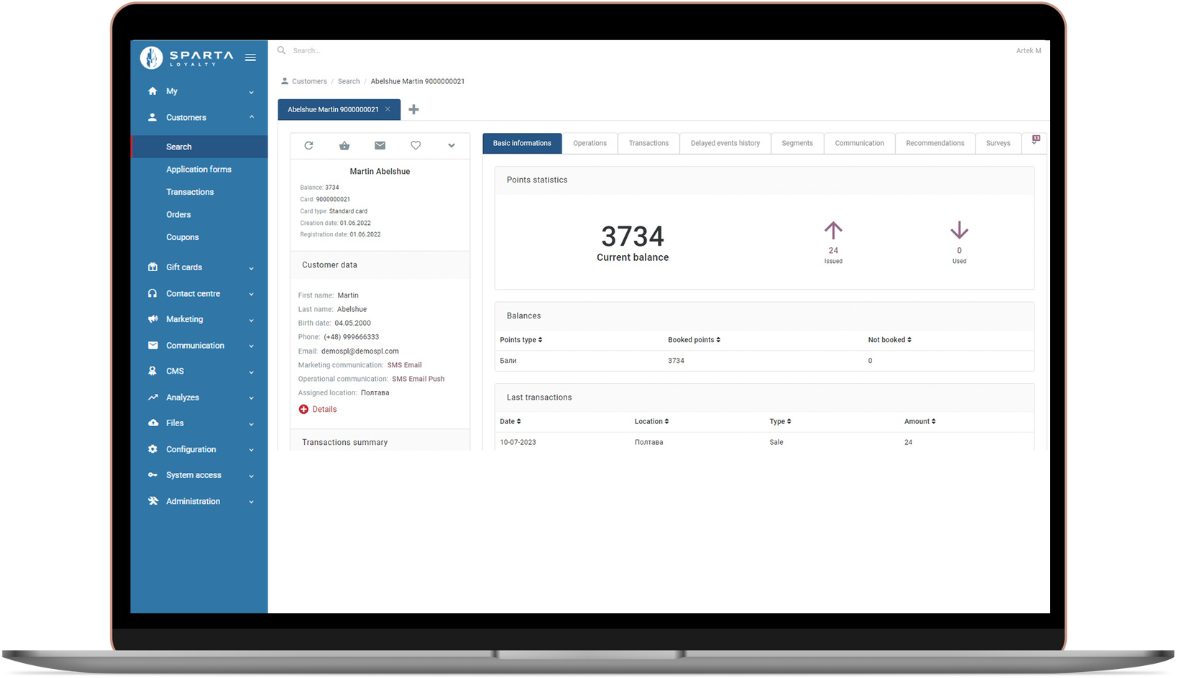 SPARTA
LOYALTY
Search...
Artek M
My
Customers
Search
Application forms
Transactions
Orders
Coupons
Gift cards
Contact centre
Marketing
Communication
CMS
Analyzes
Files
Configuration
System access
Administration
Customers / Search / Abelshue Martin 9000000021
Abelshue Martin 9000000021
Martin Abelshue
Balance: 3734
Card: 9000000021
Card type: Standard card
Creation date: 01.06.2022
Registration date: 01.06.2022
Customer data
First name: Martin
Last name: Abelshue
Birth date: 04.05.2000
Phone: (+48) 999666333
Email: demospl@demospl.com
Marketing communication: SMS Email
Operational communication: SMS Email Push
Assigned location: Полтава
Details
Transactions summary
Basic informations Operations Transactions Delayed events history Segments Communication Recommendations Surveys
Points statistics
3734
Current balance
24
Issued
0
Used
Balances
Points type Booked points Not booked
Бали 3734 0
Last transactions
Date Location Type Amount
10-07-2023 Полтава Sale 24